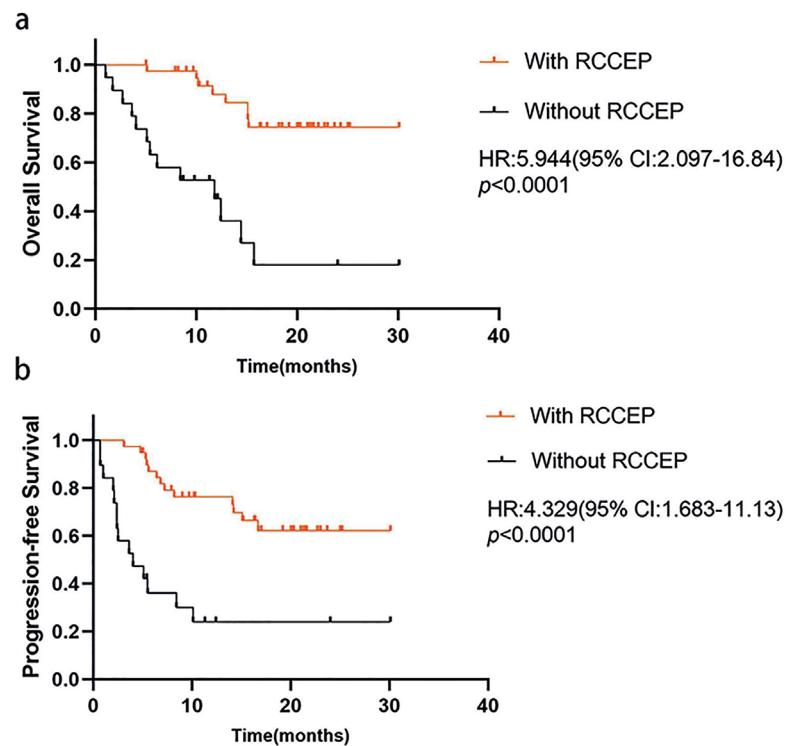 a
Overall Survival
1.0
0.8
0.6
0.4
0.2
0.0
0 10 20 30 40
Time(months)
With RCCEP
Without RCCEP
HR:5.944(95% CI:2.097-16.84)
p<0.0001
b
Progression-free Survival
1.0
0.8
0.6
0.4
0.2
0.0
0 10 20 30 40
Time(months)
With RCCEP
Without RCCEP
HR:4.329(95% CI:1.683-11.13)
p<0.0001